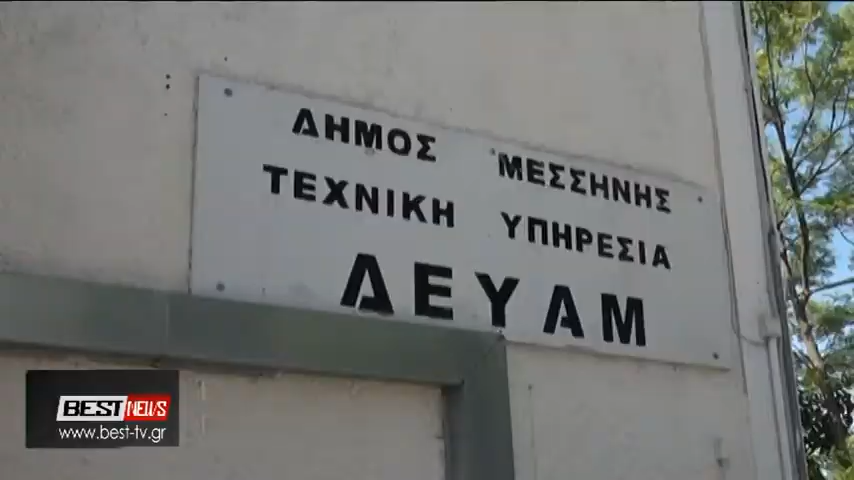 ΔΗΜΟΣ ΜΕΣΣΗΝΗΣ
ΤΕΧΝΙΚΗ ΥΠΗΡΕΣΙΑ
ΔΕΥΑΜ
BEST NEWS
www.best-tv.gr